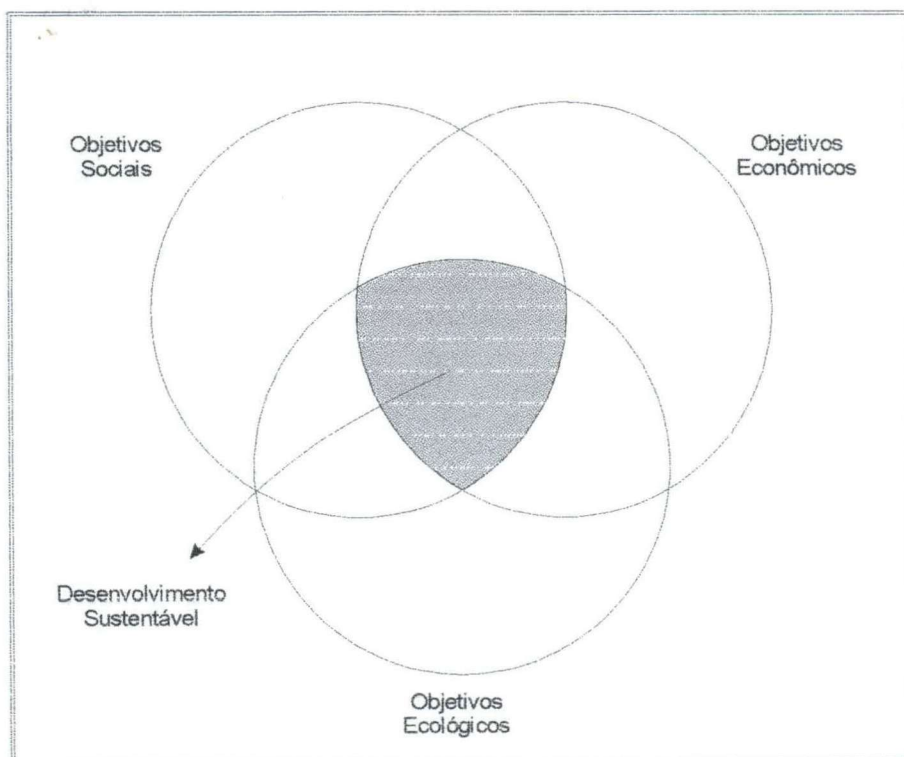 Objetivos
Sociais
Objetivos
Econômicos
Desenvolvimento
Sustentável
Objetivos
Ecológicos